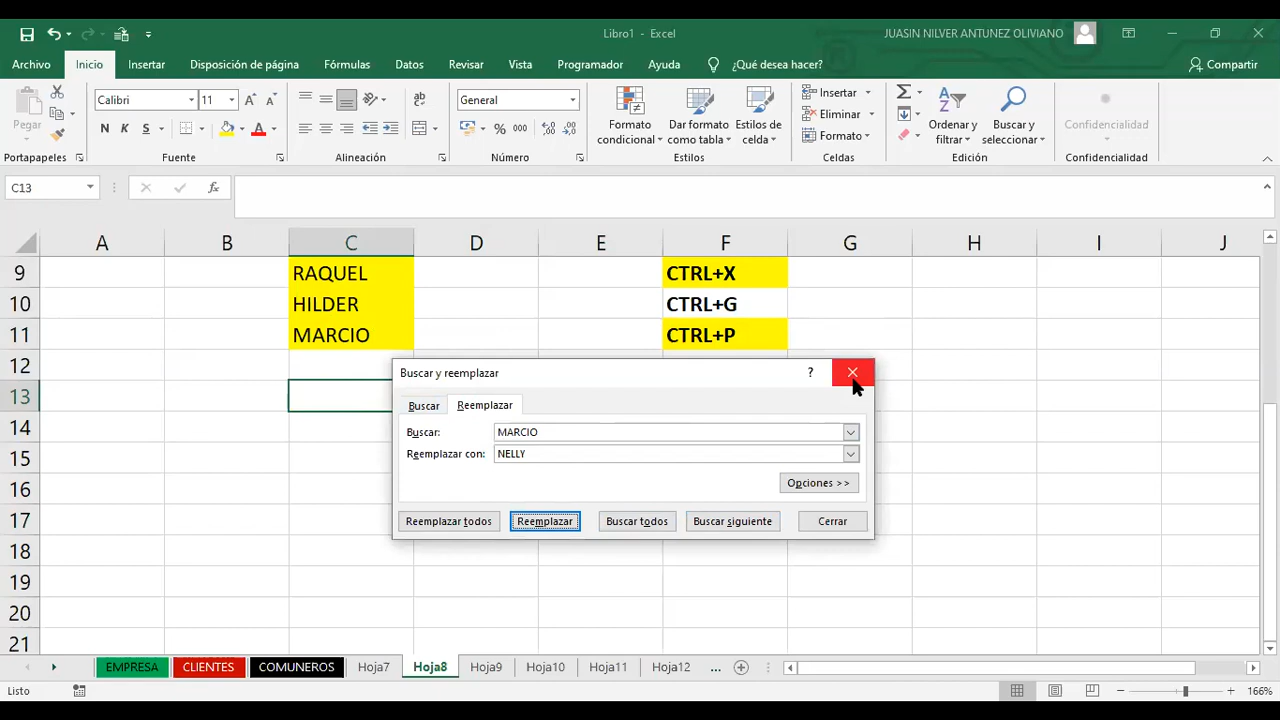 Libro1 - Excel
JUASIN NILVER ANTUNEZ OLIVIANO
Archivo
Inicio
Insertar
Disposición de página
Fórmulas
Datos
Revisar
Vista
Programador
Ayuda
¿Qué desea hacer?
Compartir
Pegar
Calibri
11
N K S
General
% 000
Formato condicional
Dar formato como tabla
Estilos de celda
Insertar
Eliminar
Formato
Ordenar y filtrar
Buscar y seleccionar
Confidencialidad
Portapapeles
Fuente
Alineación
Número
Estilos
Celdas
Edición
Confidencialidad
C13
fx
A B C D E F G H I J
9 RAQUEL CTRL+X
10 HILDER CTRL+G
11 MARCIO CTRL+P
12
13
14
15
16
17
18
19
20
21
Buscar y reemplazar
?
Buscar
Reemplazar
Buscar: MARCIO
Reemplazar con: NELLY
Opciones >>
Reemplazar todos
Reemplazar
Buscar todos
Buscar siguiente
Cerrar
EMPRESA
CLIENTES
COMUNEROS
Hoja7
Hoja8
Hoja9
Hoja10
Hoja11
Hoja12
...
Listo
166%